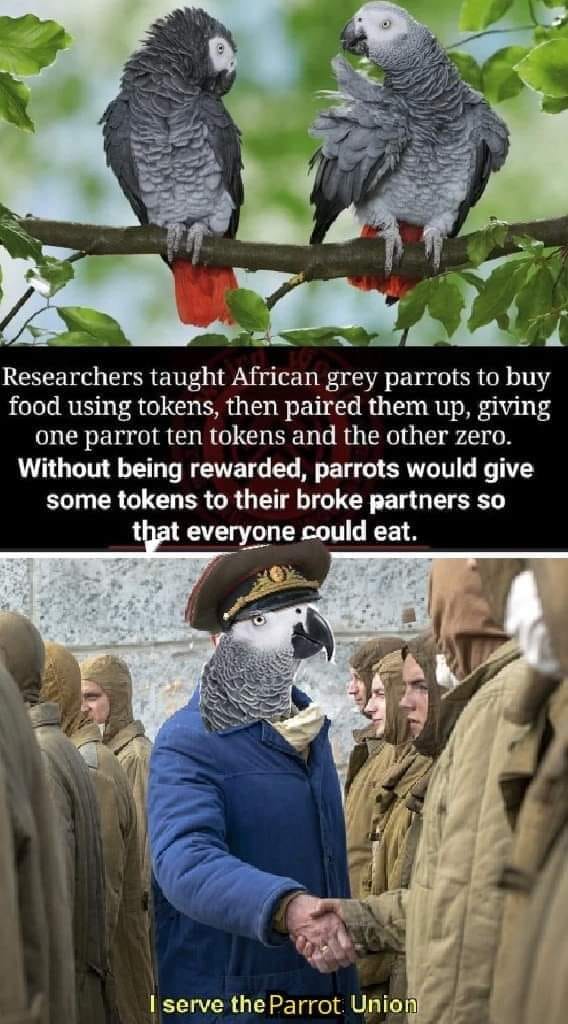 Researchers taught African grey parrots to buy
food using tokens, then paired them up, giving
one parrot ten tokens and the other zero.
Without being rewarded, parrots would give
some tokens to their broke partners so
that everyone could eat.
I serve the Parrot Union